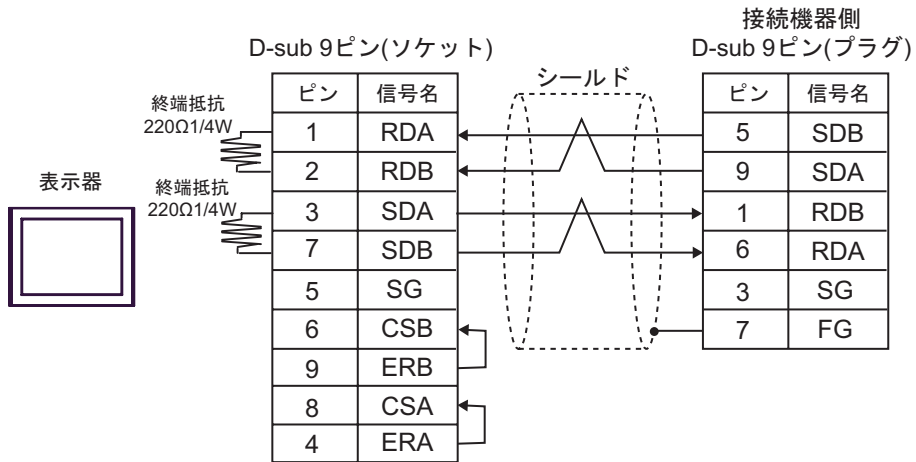 接続機器側
D-sub 9ピン(ソケット)
D-sub 9ピン(プラグ)
シールド
ピン 信号名
ピン 信号名
終端抵抗
220Ω1/4W
1 RDA
5 SDB
2 RDB
9 SDA
表示器
終端抵抗
220Ω1/4W
3 SDA
1 RDB
7 SDB
6 RDA
5 SG
3 SG
6 CSB
7 FG
9 ERB
8 CSA
4 ERA